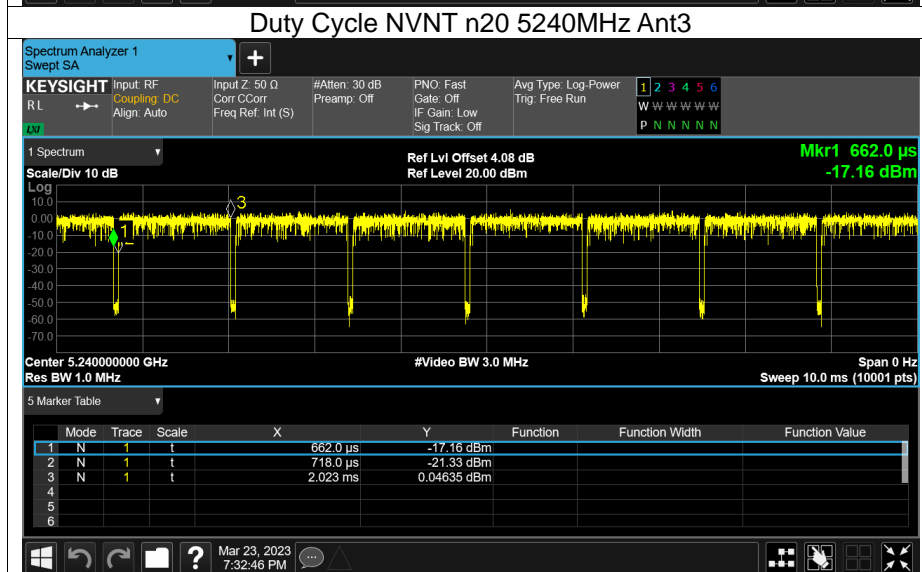 Duty Cycle NVNT n20 5240MHz Ant3
Spectrum Analyzer 1
Swept SA
+
KEYSIGHT Input: RF Input Z: 50 Ω #Atten: 30 dB PNO: Fast Avg Type: Log-Power 1 2 3 4 5 6
RL Coupling: DC Corr CCorr Preamp: Off Gate: Off Trig: Free Run W W W W W W
Align: Auto Freq Ref: Int (S) IF Gain: Low
LXI Sig Track: Off P N N N N N
1 Spectrum Ref Lvl Offset 4.08 dB Mkr1 662.0 µs
Scale/Div 10 dB Ref Level 20.00 dBm -17.16 dBm
Log
10.0 3
0.00
-10.0 1
-20.0 2
-30.0
-40.0
-50.0
-60.0
-70.0
Center 5.240000000 GHz #Video BW 3.0 MHz Span 0 Hz
Res BW 1.0 MHz Sweep 10.0 ms (10001 pts)
5 Marker Table
Mode Trace Scale X Y Function Function Width Function Value
1 N 1 t 662.0 µs -17.16 dBm
2 N 1 t 718.0 µs -21.33 dBm
3 N 1 t 2.023 ms 0.04635 dBm
4
5
6
? Mar 23, 2023
7:32:46 PM